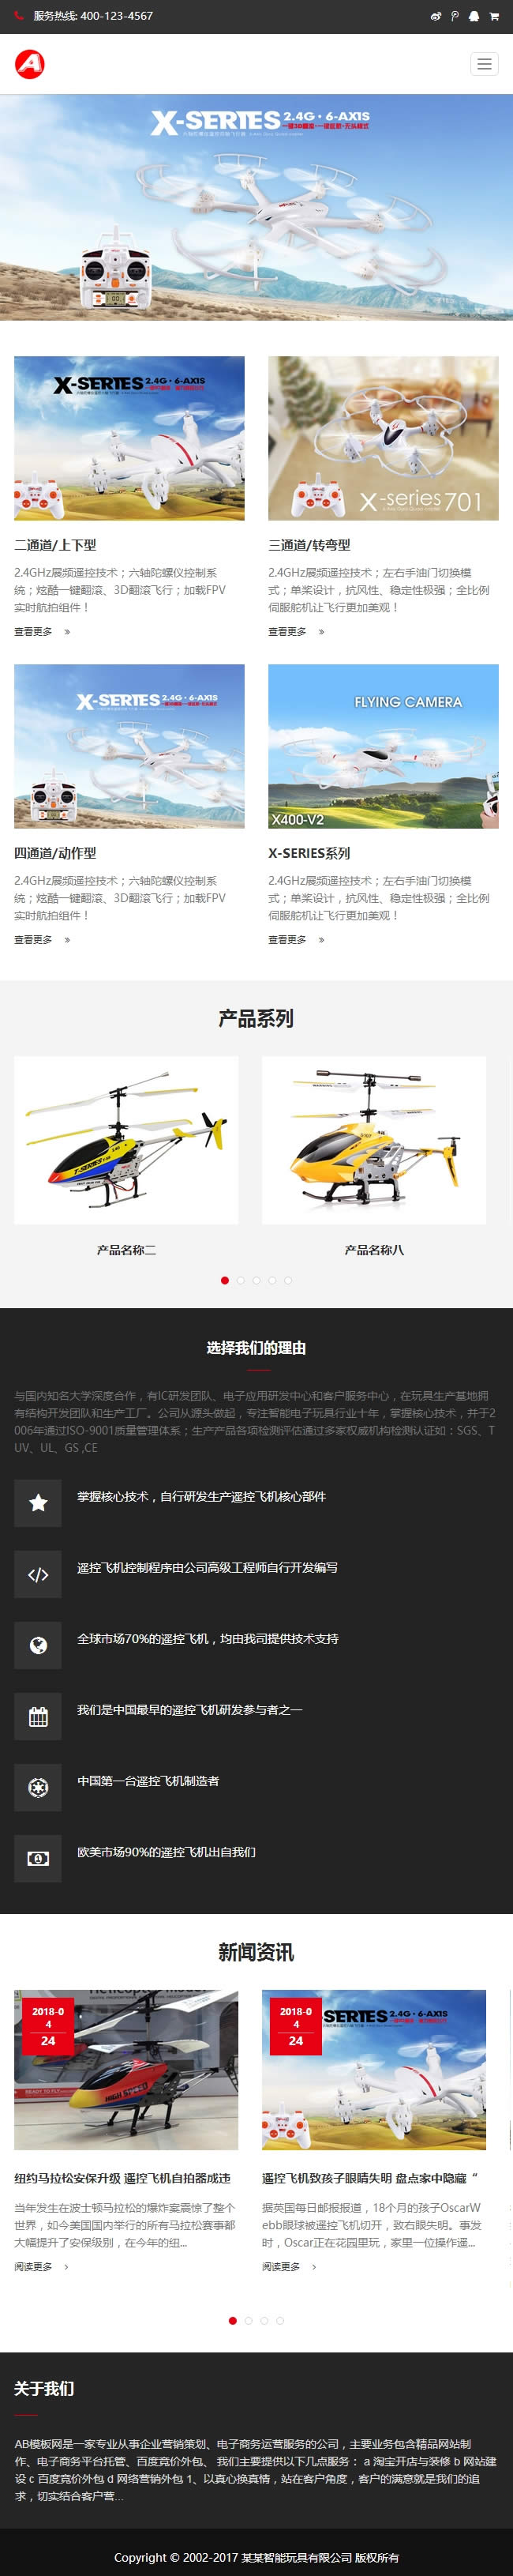 服务热线: 400-123-4567
A
X-SERIES 2.4G·6-AXIS
一键3D翻滚·一键返航·无头模式
X-SERIES 2.4G·6-AXIS
X-series 701
二通道/上下型
三通道/转弯型
2.4GHz展频遥控技术；六轴陀螺仪控制系
统；炫酷一键翻滚、3D翻滚飞行；加载FPV
实时航拍组件！
2.4GHz展频遥控技术；左右手油门切换模
式；单桨设计，抗风性、稳定性极强；全比例
伺服舵机让飞行更加美观！
查看更多 »
查看更多 »
X-SERIES 2.4G·6-AXIS
FLYING CAMERA
X400-V2
四通道/动作型
X-SERIES系列
2.4GHz展频遥控技术；六轴陀螺仪控制系
统；炫酷一键翻滚、3D翻滚飞行；加载FPV
实时航拍组件！
2.4GHz展频遥控技术；左右手油门切换模
式；单桨设计，抗风性、稳定性极强；全比例
伺服舵机让飞行更加美观！
查看更多 »
查看更多 »
产品系列
产品名称二
产品名称八
选择我们的理由
与国内知名大学深度合作，有IC研发团队、电子应用研发中心和客户服务中心，在玩具生产基地拥
有结构开发团队和生产工厂。公司从源头做起，专注智能电子玩具行业十年，掌握核心技术，并于2
006年通过ISO-9001质量管理体系；生产产品各项检测评估通过多家权威机构检测认证如：SGS、T
UV、UL、GS ,CE
掌握核心技术，自行研发生产遥控飞机核心部件
遥控飞机控制程序由公司高级工程师自行开发编写
全球市场70%的遥控飞机，均由我司提供技术支持
我们是中国最早的遥控飞机研发参与者之一
中国第一台遥控飞机制造者
欧美市场90%的遥控飞机出自我们
新闻资讯
2018-0
4
24
2018-0
4
24
SERIES 2.4G·6-AXIS
纽约马拉松安保升级 遥控飞机自拍器成违
遥控飞机致孩子眼睛失明 盘点家中隐藏“
当年发生在波士顿马拉松的爆炸案震惊了整个
世界，如今美国国内举行的所有马拉松赛事都
大幅提升了安保级别，在今年的纽...
据英国每日邮报报道，18个月的孩子OscarW
ebb眼球被遥控飞机切开，致右眼失明。事发
时，Oscar正在花园里玩，家里一位操作遥...
阅读更多 ›
阅读更多 ›
关于我们
AB模板网是一家专业从事企业营销策划、电子商务运营服务的公司，主要业务包含精品网站制
作、电子商务平台托管、百度竞价外包、 我们主要提供以下几点服务： a 淘宝开店与装修 b 网站建
设 c 百度竞价外包 d 网络营销外包 1、以真心换真情，站在客户角度，客户的满意就是我们的追
求，切实结合客户营...
Copyright © 2002-2017 某某智能玩具有限公司 版权所有